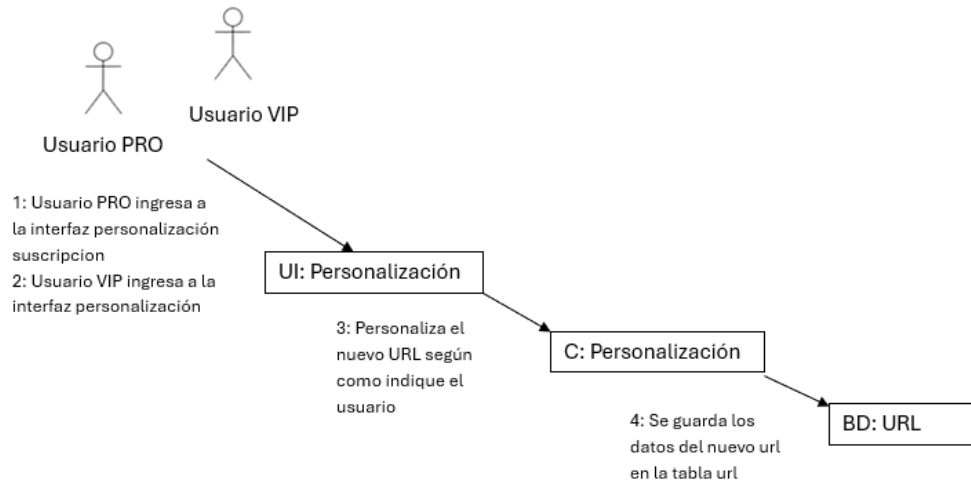 Usuario VIP
Usuario PRO
1: Usuario PRO ingresa a
la interfaz personalización
suscripcion
2: Usuario VIP ingresa a la
interfaz personalización
UI: Personalización
3: Personaliza el
nuevo URL según
como indique el
usuario
C: Personalización
4: Se guarda los
datos del nuevo url
en la tabla url
BD: URL